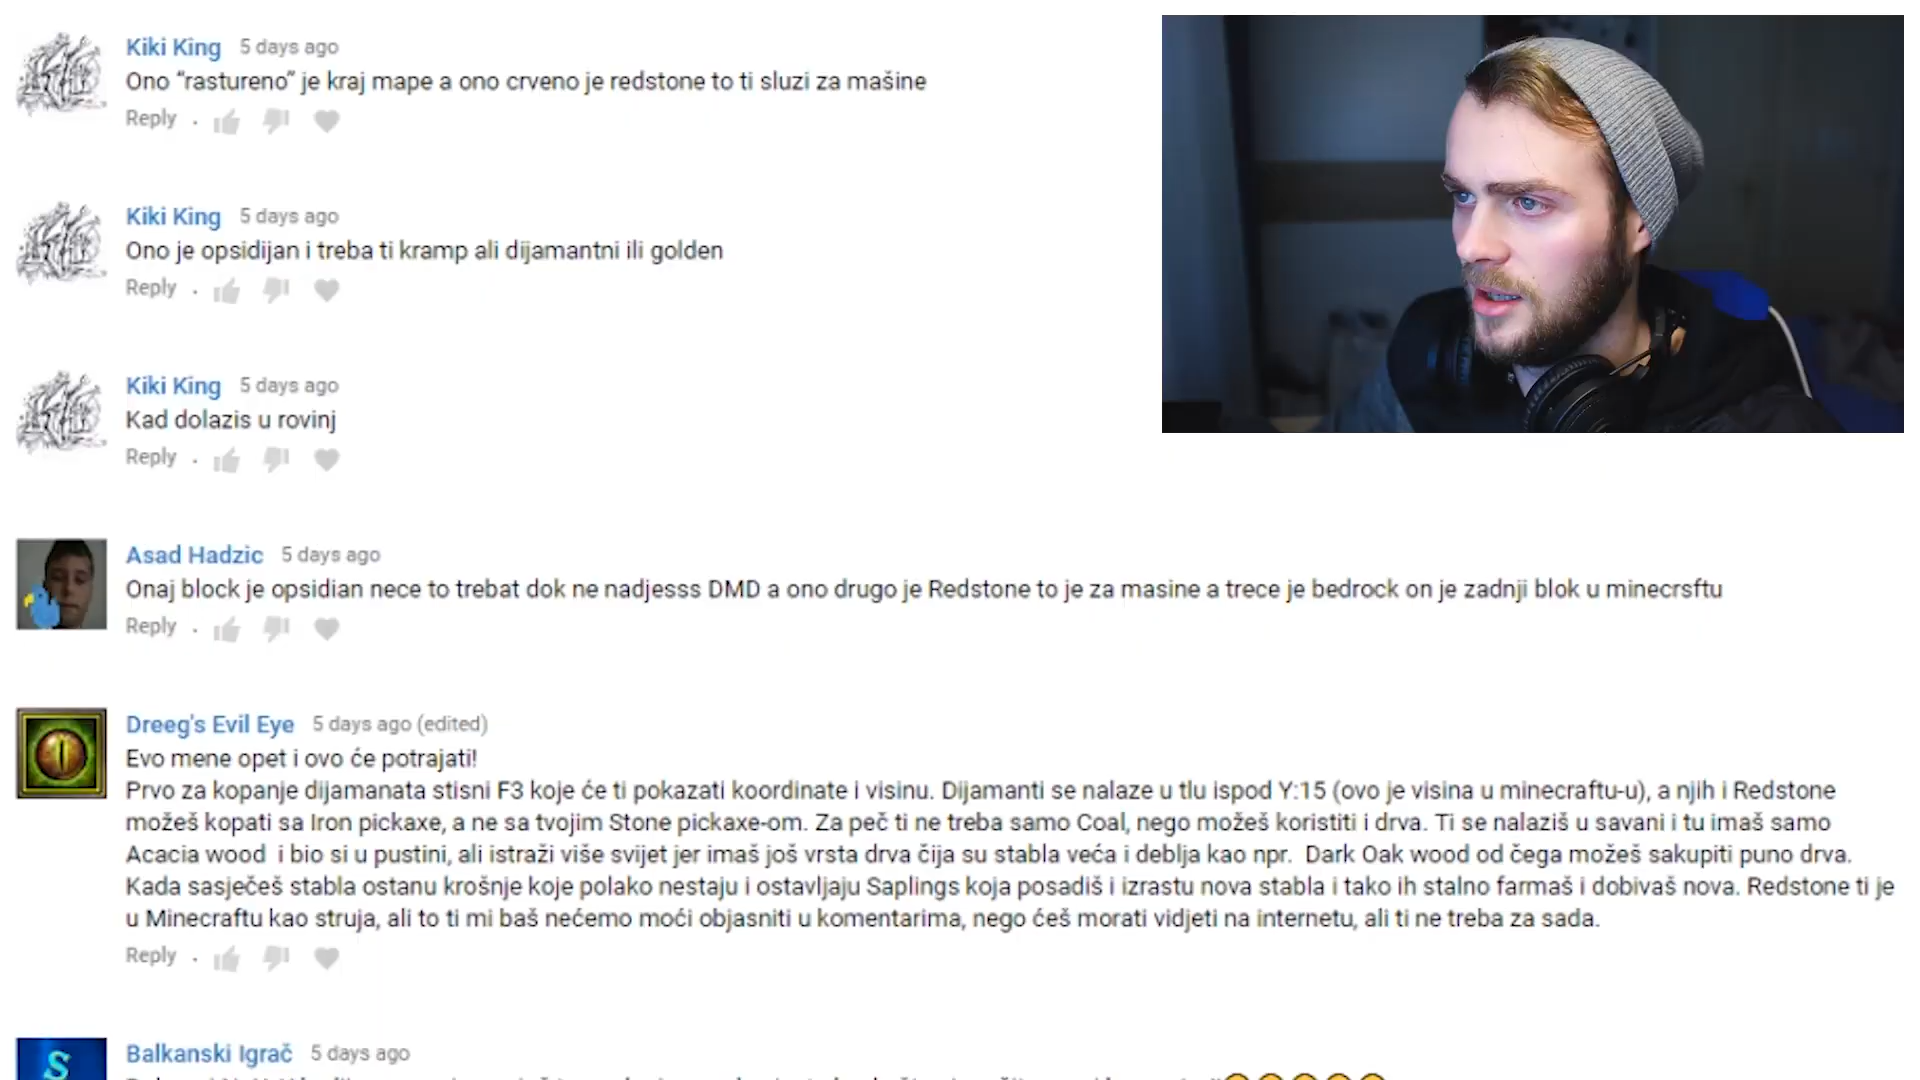 Kiki King 5 days ago
Ono “rastureno” je kraj mape a ono crveno je redstone to ti sluzi za mašine
Reply .
Kiki King 5 days ago
Ono je opsidijan i treba ti kramp ali dijamantni ili golden
Reply .
Kiki King 5 days ago
Kad dolazis u rovinj
Reply .
Asad Hadzic 5 days ago
Onaj block je opsidian nece to trebat dok ne nadjesss DMD a ono drugo je Redstone to je za masine a trece je bedrock on je zadnji blok u minecrsftu
Reply .
Dreeg's Evil Eye 5 days ago (edited)
Evo mene opet i ovo će potrajati!
Prvo za kopanje dijamanata stisni F3 koje će ti pokazati koordinate i visinu. Dijamanti se nalaze u tlu ispod Y:15 (ovo je visina u minecraftu-u), a njih i Redstone
možeš kopati sa Iron pickaxe, a ne sa tvojim Stone pickaxe-om. Za peč ti ne treba samo Coal, nego možeš koristiti i drva. Ti se nalaziš u savani i tu imaš samo
Acacia wood i bio si u pustini, ali istraži više svijet jer imaš još vrsta drva čija su stabla veća i deblja kao npr. Dark Oak wood od čega možeš sakupiti puno drva.
Kada sasječeš stabla ostanu krošnje koje polako nestaju i ostavljaju Saplings koja posadiš i izrastu nova stabla i tako ih stalno farmaš i dobivaš nova. Redstone ti je
u Minecraftu kao struja, ali to ti mi baš nećemo moći objasniti u komentarima, nego ćeš morati vidjeti na internetu, ali ti ne treba za sada.
Reply .
S
Balkanski Igrač 5 days ago